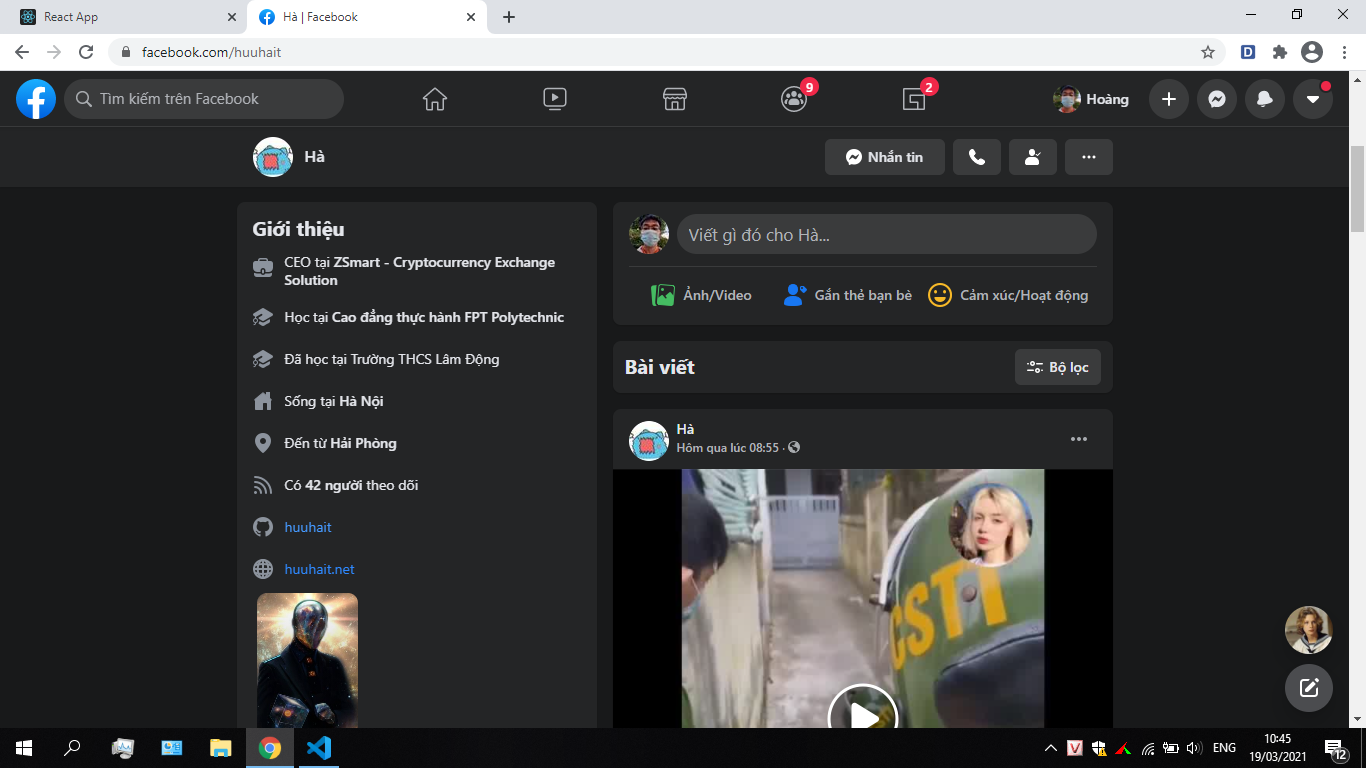 React App
Hà | Facebook
facebook.com/huuhait
Tìm kiếm trên Facebook
9
2
Hoàng
Hà
Nhắn tin
Giới thiệu
CEO tại ZSmart - Cryptocurrency Exchange
Solution
Học tại Cao đẳng thực hành FPT Polytechnic
Đã học tại Trường THCS Lâm Động
Sống tại Hà Nội
Đến từ Hải Phòng
Có 42 người theo dõi
huuhait
huuhait.net
Viết gì đó cho Hà...
Ảnh/Video
Gắn thẻ bạn bè
Cảm xúc/Hoạt động
Bài viết
Bộ lọc
Hà
Hôm qua lúc 08:55 ·
CSTT
ENG
10:45
19/03/2021
12